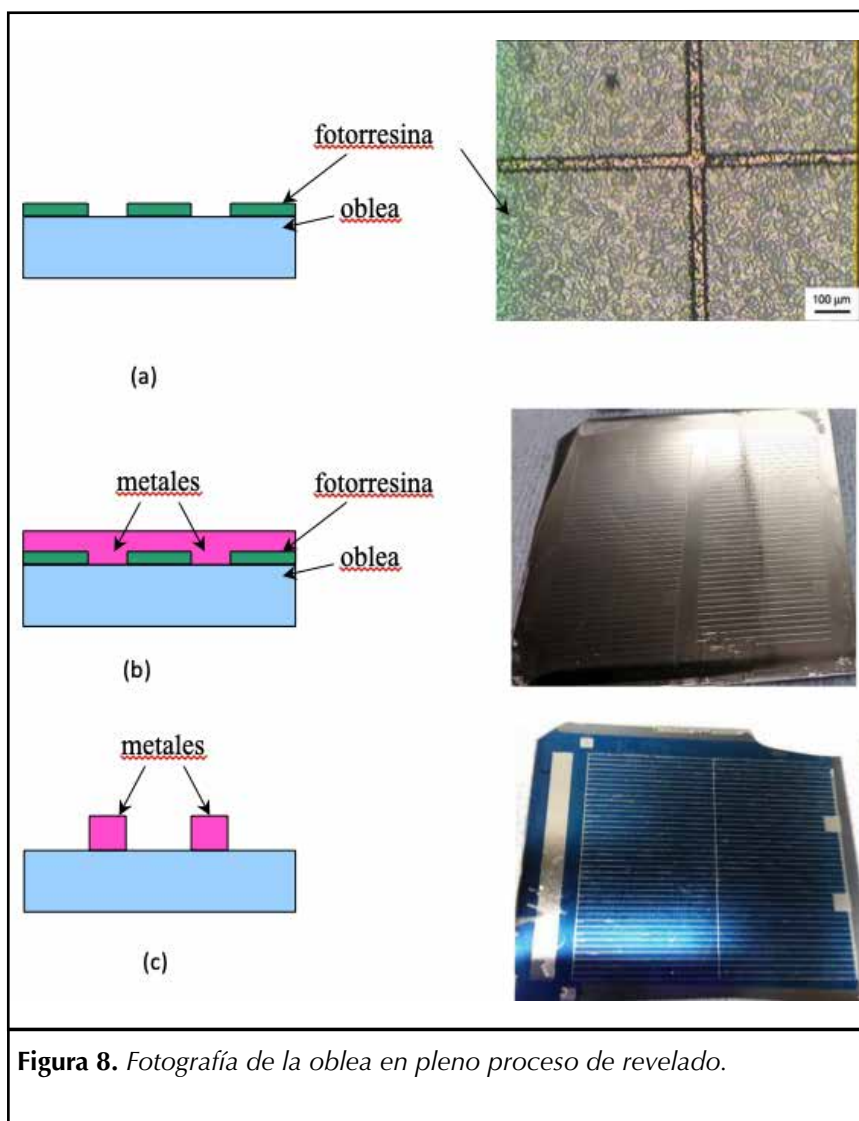 fotorresina
oblea
100 µm
(a)
metales
fotorresina
oblea
(b)
metales
(c)
Figura 8. Fotografía de la oblea en pleno proceso de revelado.